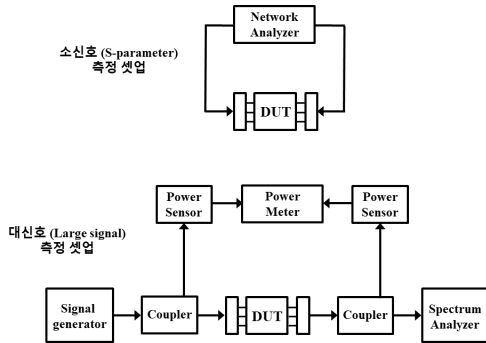 Network
Analyzer
소신호 (S-parameter)
측정 셋업
DUT
Power
Sensor
Power
Meter
Power
Sensor
대신호 (Large signal)
측정 셋업
Signal
generator
Coupler
DUT
Coupler
Spectrum
Analyzer